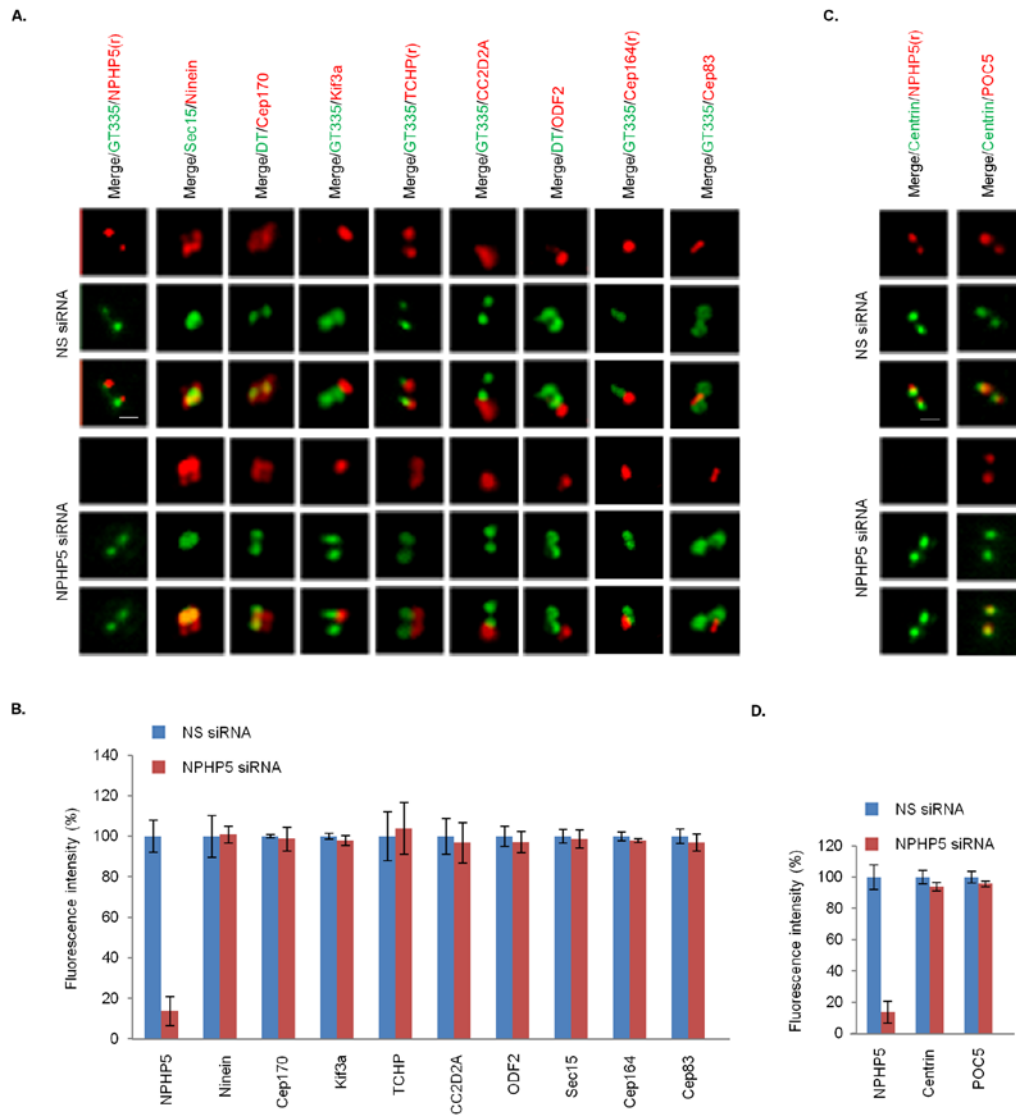 A.
C.
Merge/GT335/NPHP5(r)
Merge/Sec15/Ninein
Merge/DT/Cep170
Merge/GT335/Kif3a
Merge/GT335/TCHP(r)
Merge/GT335/CC2D2A
Merge/DT/ODF2
Merge/GT335/Cep164(r)
Merge/GT335/Cep83
Merge/Centrin/NPHP5(r)
Merge/Centrin/POC5
NS siRNA
NPHP5 siRNA
NS siRNA
NPHP5 siRNA
B.
NS siRNA
NPHP5 siRNA
Fluorescence intensity (%)
140
120
100
80
60
40
20
0
NPHP5
Ninein
Cep170
Kif3a
TCHP
CC2D2A
ODF2
Sec15
Cep164
Cep83
D.
NS siRNA
NPHP5 siRNA
Fluorescence intensity (%)
120
100
80
60
40
20
0
NPHP5
Centrin
POC5